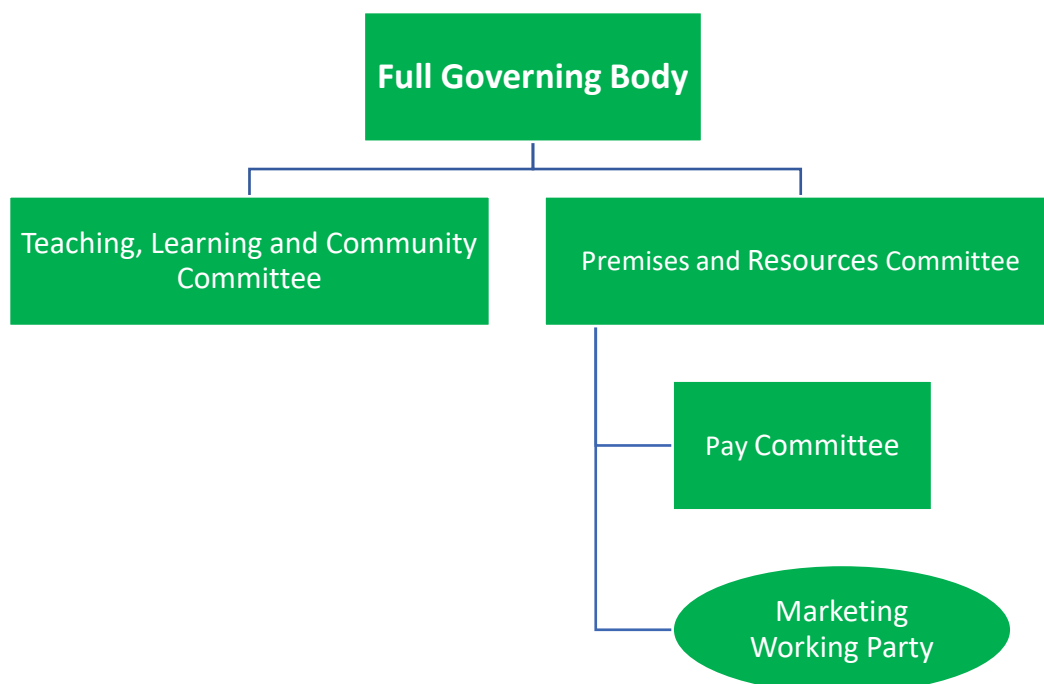 Full Governing Body
Teaching, Learning and Community
Committee
Premises and Resources Committee
Pay Committee
Marketing
Working Party